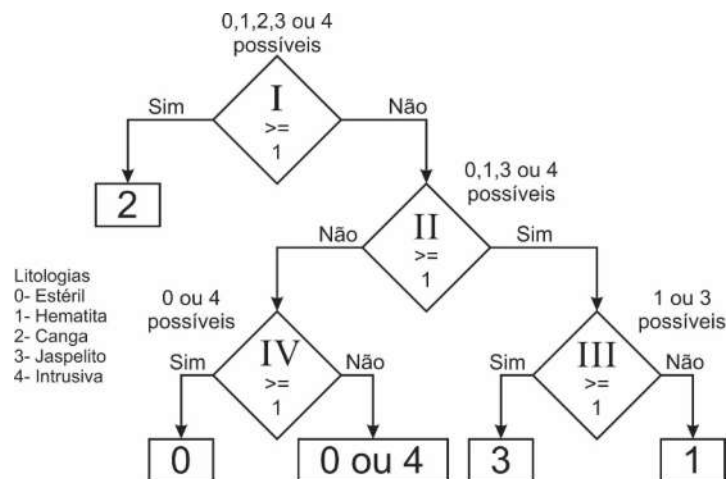 0,1,2,3 ou 4
possíveis
I
>=
1
Sim
Não
2
0,1,3 ou 4
possíveis
II
>=
1
Não
Sim
Litologias
0- Estéril
1- Hematita
2- Canga
3- Jaspelito
4- Intrusiva
0 ou 4
possíveis
IV
>=
1
Sim
Não
1 ou 3
possíveis
III
>=
1
Sim
Não
0
0 ou 4
3
1